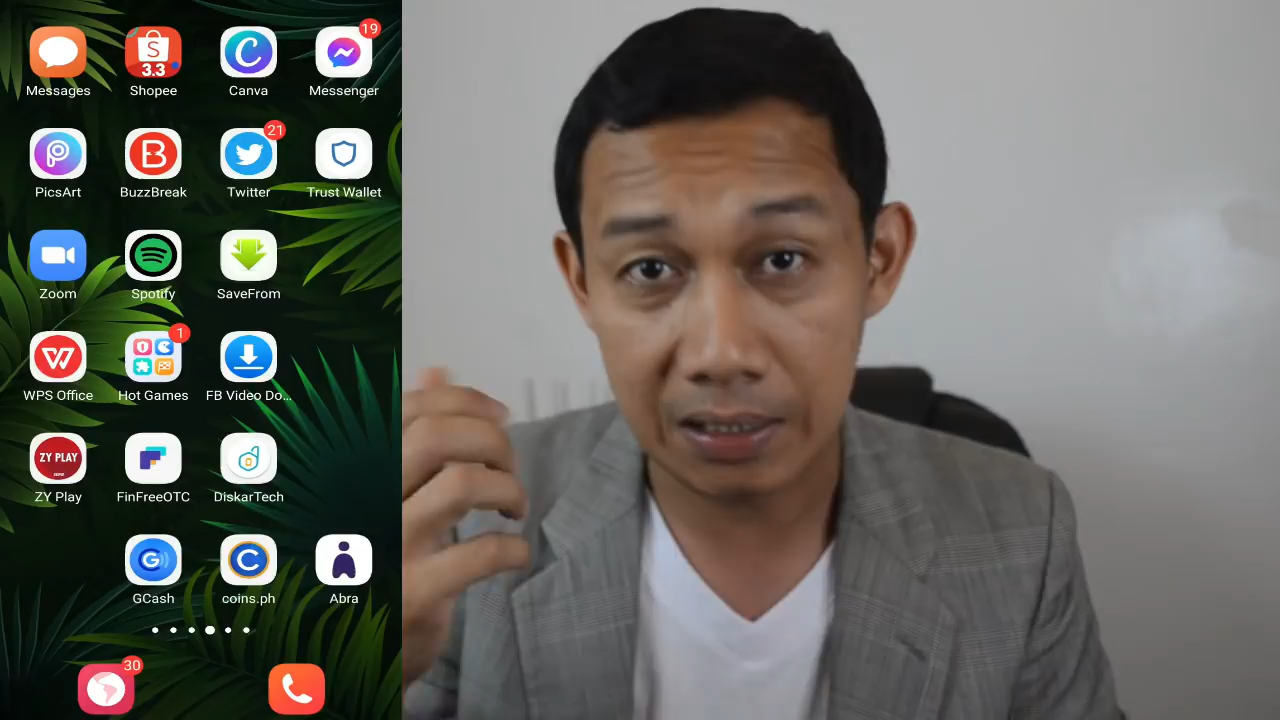 19
S
3.3
Messages
Shopee
Canva
Messenger
21
PicsArt
BuzzBreak
Twitter
Trust Wallet
Zoom
Spotify
SaveFrom
1
WPS Office
Hot Games
FB Video Do...
ZY PLAY
ZY Play
FinFreeOTC
DiskarTech
GCash
coins.ph
Abra
30